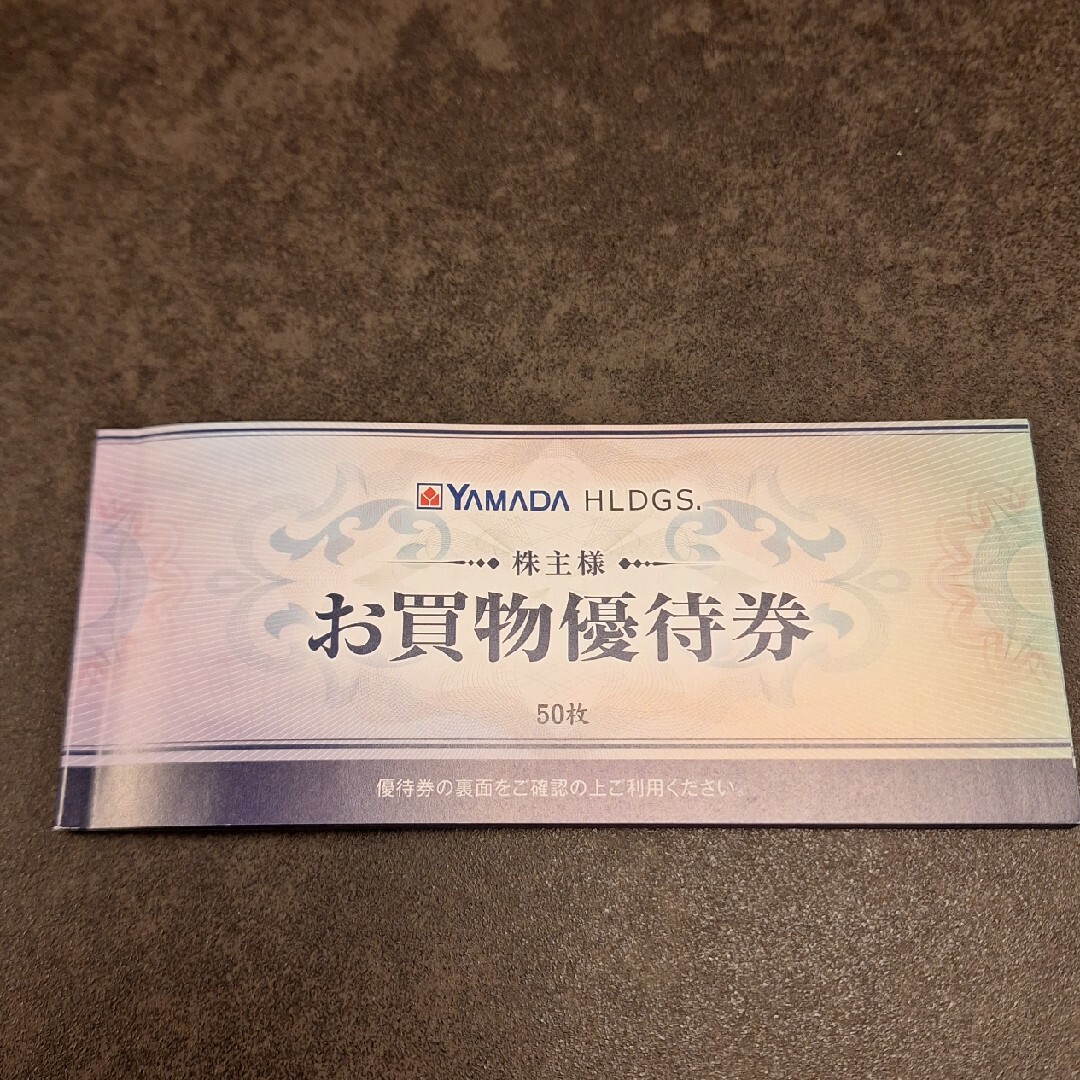 YAMADA HLDGS.
株主様
お買物優待券
50枚
優待券の裏面をご確認の上ご利用ください。